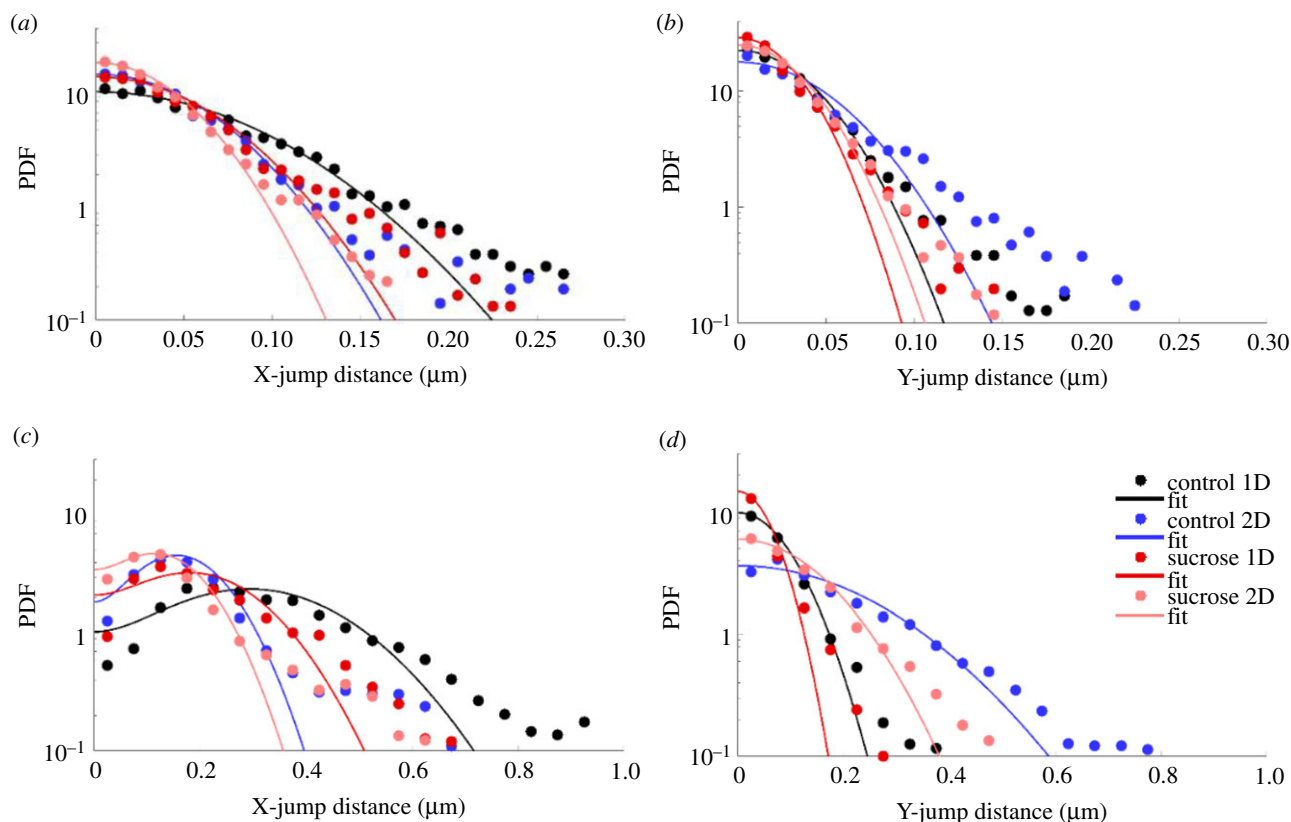 (a)
10
1
10⁻¹
PDF
0 0.05 0.10 0.15 0.20 0.25 0.30
X-jump distance (μm)
(b)
10
1
10⁻¹
PDF
0 0.05 0.10 0.15 0.20 0.25 0.30
Y-jump distance (μm)
(c)
10
1
10⁻¹
PDF
0 0.2 0.4 0.6 0.8 1.0
X-jump distance (μm)
(d)
10
1
10⁻¹
PDF
0 0.2 0.4 0.6 0.8 1.0
Y-jump distance (μm)
control 1D
fit
control 2D
fit
sucrose 1D
fit
sucrose 2D
fit